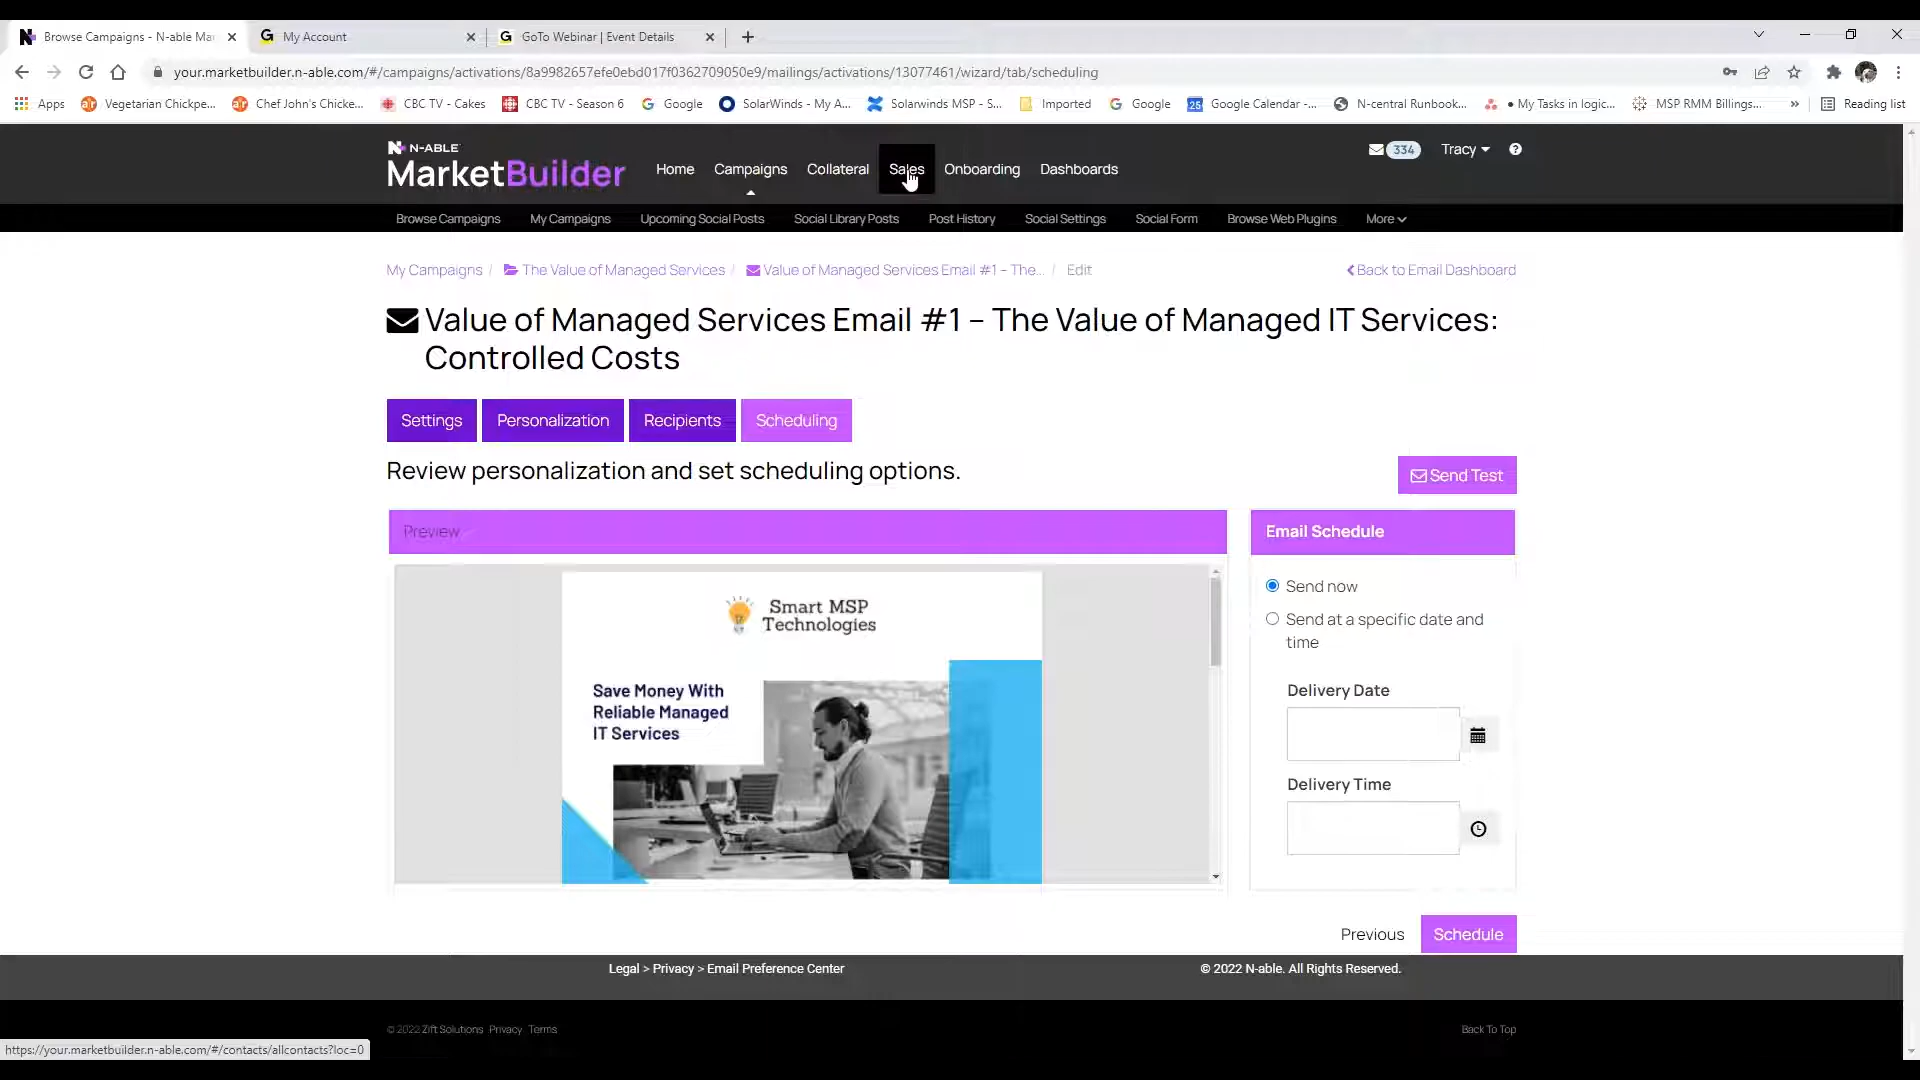 Browse Campaigns - N-able Ma
My Account
GoTo Webinar | Event Details
your.marketbuilder.n-able.com/#/campaigns/activations/8a9982657efe0ebd017f0362709050e9/mailings/activations/13077461/wizard/tab/scheduling
Apps
Vegetarian Chickpe...
Chef John's Chicke...
CBC TV - Cakes
CBC TV - Season 6
Google
SolarWinds - My A...
Solarwinds MSP - S...
Imported
Google
Google Calendar -...
N-central Runbook...
• My Tasks in logic...
MSP RMM Billings...
»
Reading list
N-ABLE
MarketBuilder
Home
Campaigns
Collateral
Sales
Onboarding
Dashboards
334
Tracy
Browse Campaigns
My Campaigns
Upcoming Social Posts
Social Library Posts
Post History
Social Settings
Social Form
Browse Web Plugins
More
My Campaigns /
The Value of Managed Services /
Value of Managed Services Email #1 – The... /
Edit
Back to Email Dashboard
Value of Managed Services Email #1 – The Value of Managed IT Services:
Controlled Costs
Settings
Personalization
Recipients
Scheduling
Review personalization and set scheduling options.
Send Test
Preview
Email Schedule
Smart MSP
Technologies
Save Money With
Reliable Managed
IT Services
Send now
Send at a specific date and
time
Delivery Date
Delivery Time
Previous
Schedule
Legal > Privacy > Email Preference Center
© 2022 N-able. All Rights Reserved.
© 2022 Zift Solutions Privacy Terms
Back To Top
https://your.marketbuilder.n-able.com/#/contacts/allcontacts?loc=0